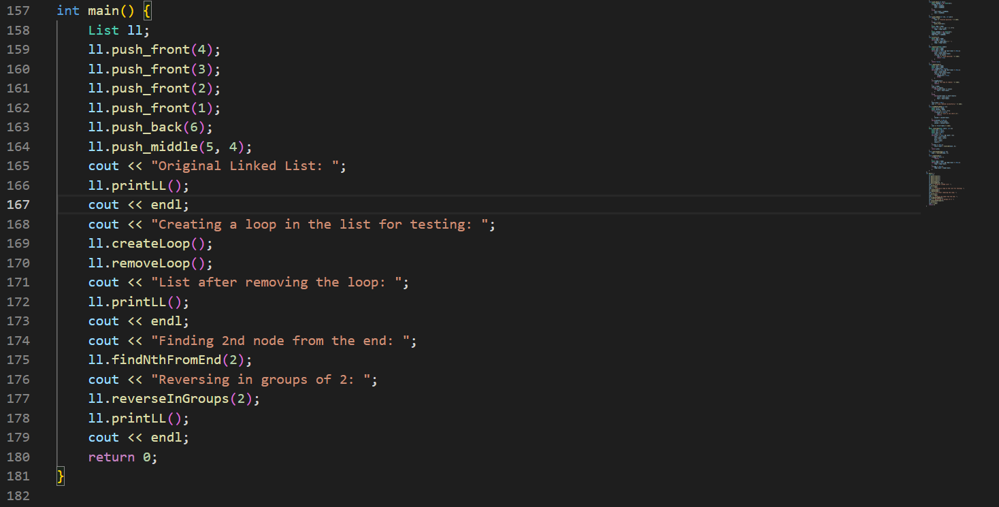 157 int main() {
158 List ll;
159 ll.push_front(4);
160 ll.push_front(3);
161 ll.push_front(2);
162 ll.push_front(1);
163 ll.push_back(6);
164 ll.push_middle(5, 4);
165 cout << "Original Linked List: ";
166 ll.printLL();
167 cout << endl;
168 cout << "Creating a loop in the list for testing: ";
169 ll.createLoop();
170 ll.removeLoop();
171 cout << "List after removing the loop: ";
172 ll.printLL();
173 cout << endl;
174 cout << "Finding 2nd node from the end: ";
175 ll.findNthFromEnd(2);
176 cout << "Reversing in groups of 2: ";
177 ll.reverseInGroups(2);
178 ll.printLL();
179 cout << endl;
180 return 0;
181 }
182